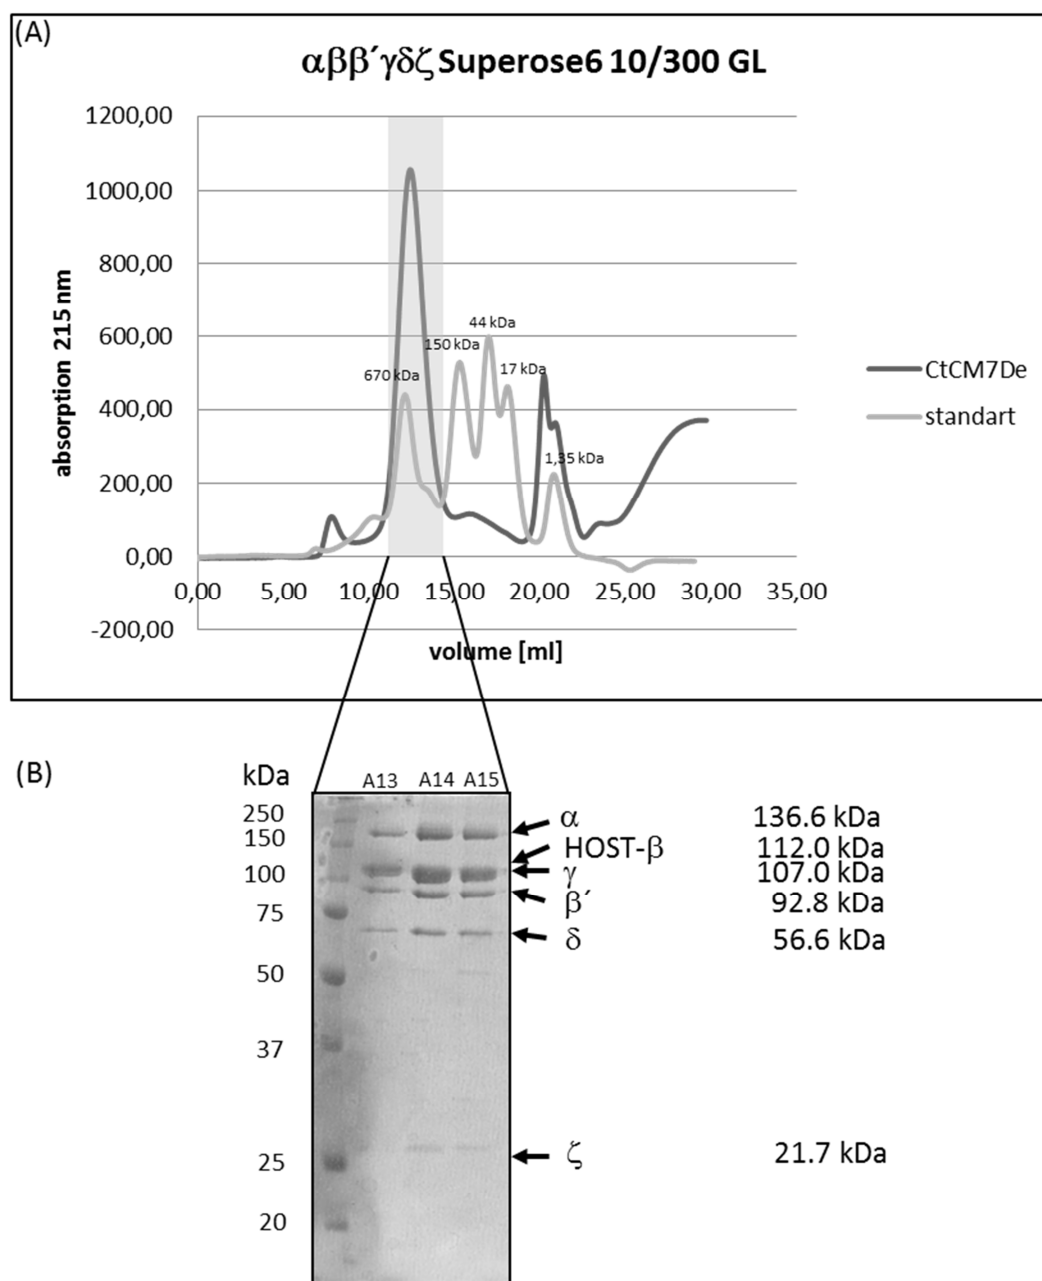 (A)
αββ´γδζ Superose6 10/300 GL
1200,00
1000,00
800,00
600,00
400,00
200,00
0,00
-200,00
absorption 215 nm
670 kDa
150 kDa
44 kDa
17 kDa
1,35 kDa
CtCM7De
standart
0,00 5,00 10,00 15,00 20,00 25,00 30,00 35,00
volume [ml]
(B)
kDa A13 A14 A15
250
150
100
75
50
37
25
20
α 136.6 kDa
HOST-β 112.0 kDa
γ 107.0 kDa
β´ 92.8 kDa
δ 56.6 kDa
ζ 21.7 kDa